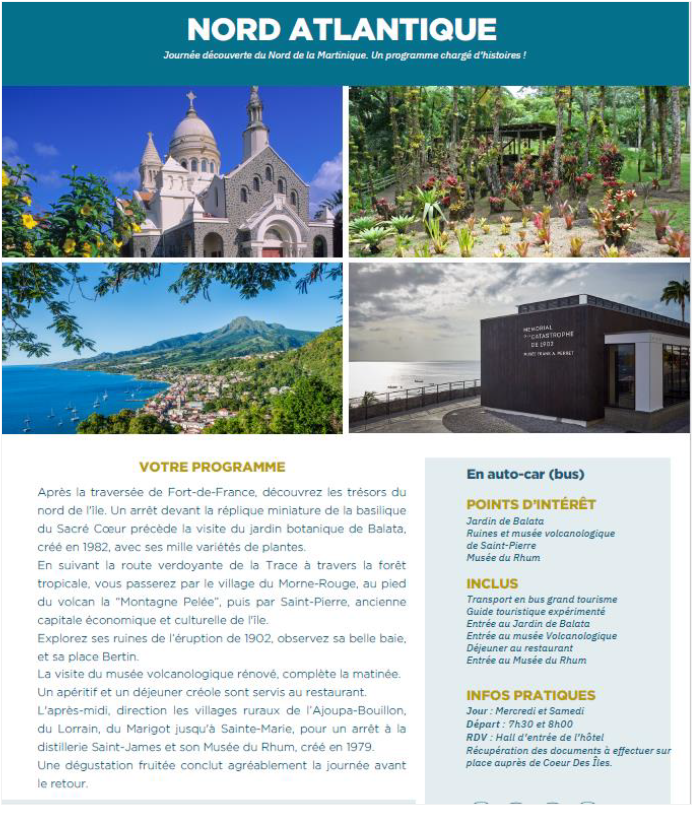 NORD ATLANTIQUE
Journée découverte du Nord de la Martinique. Un programme chargé d'histoires !
MEMORIAL
DE LA CATASTROPHE
DE 1902
MUSÉE FRANK A. PERRET
VOTRE PROGRAMME
Après la traversée de Fort-de-France, découvrez les trésors du
nord de l'île. Un arrêt devant la réplique miniature de la basilique
du Sacré Cœur précède la visite du jardin botanique de Balata,
créé en 1982, avec ses mille variétés de plantes.
En suivant la route verdoyante de la Trace à travers la forêt
tropicale, vous passerez par le village du Morne-Rouge, au pied
du volcan la "Montagne Pelée", puis par Saint-Pierre, ancienne
capitale économique et culturelle de l'île.
Explorez ses ruines de l'éruption de 1902, observez sa belle baie,
et sa place Bertin.
La visite du musée volcanologique rénové, complète la matinée.
Un apéritif et un déjeuner créole sont servis au restaurant.
L'après-midi, direction les villages ruraux de l'Ajoupa-Bouillon,
du Lorrain, du Marigot jusqu'à Sainte-Marie, pour un arrêt à la
distillerie Saint-James et son Musée du Rhum, créé en 1979.
Une dégustation fruitée conclut agréablement la journée avant
le retour.
En auto-car (bus)
POINTS D'INTÉRÊT
Jardin de Balata
Ruines et musée volcanologique
de Saint-Pierre
Musée du Rhum
INCLUS
Transport en bus grand tourisme
Guide touristique expérimenté
Entrée au Jardin de Balata
Entrée au musée Volcanologique
Déjeuner au restaurant
Entrée au Musée du Rhum
INFOS PRATIQUES
Jour : Mercredi et Samedi
Départ : 7h30 et 8h00
RDV : Hall d'entrée de l'hôtel
Récupération des documents à effectuer sur
place auprès de Coeur Des Îles.